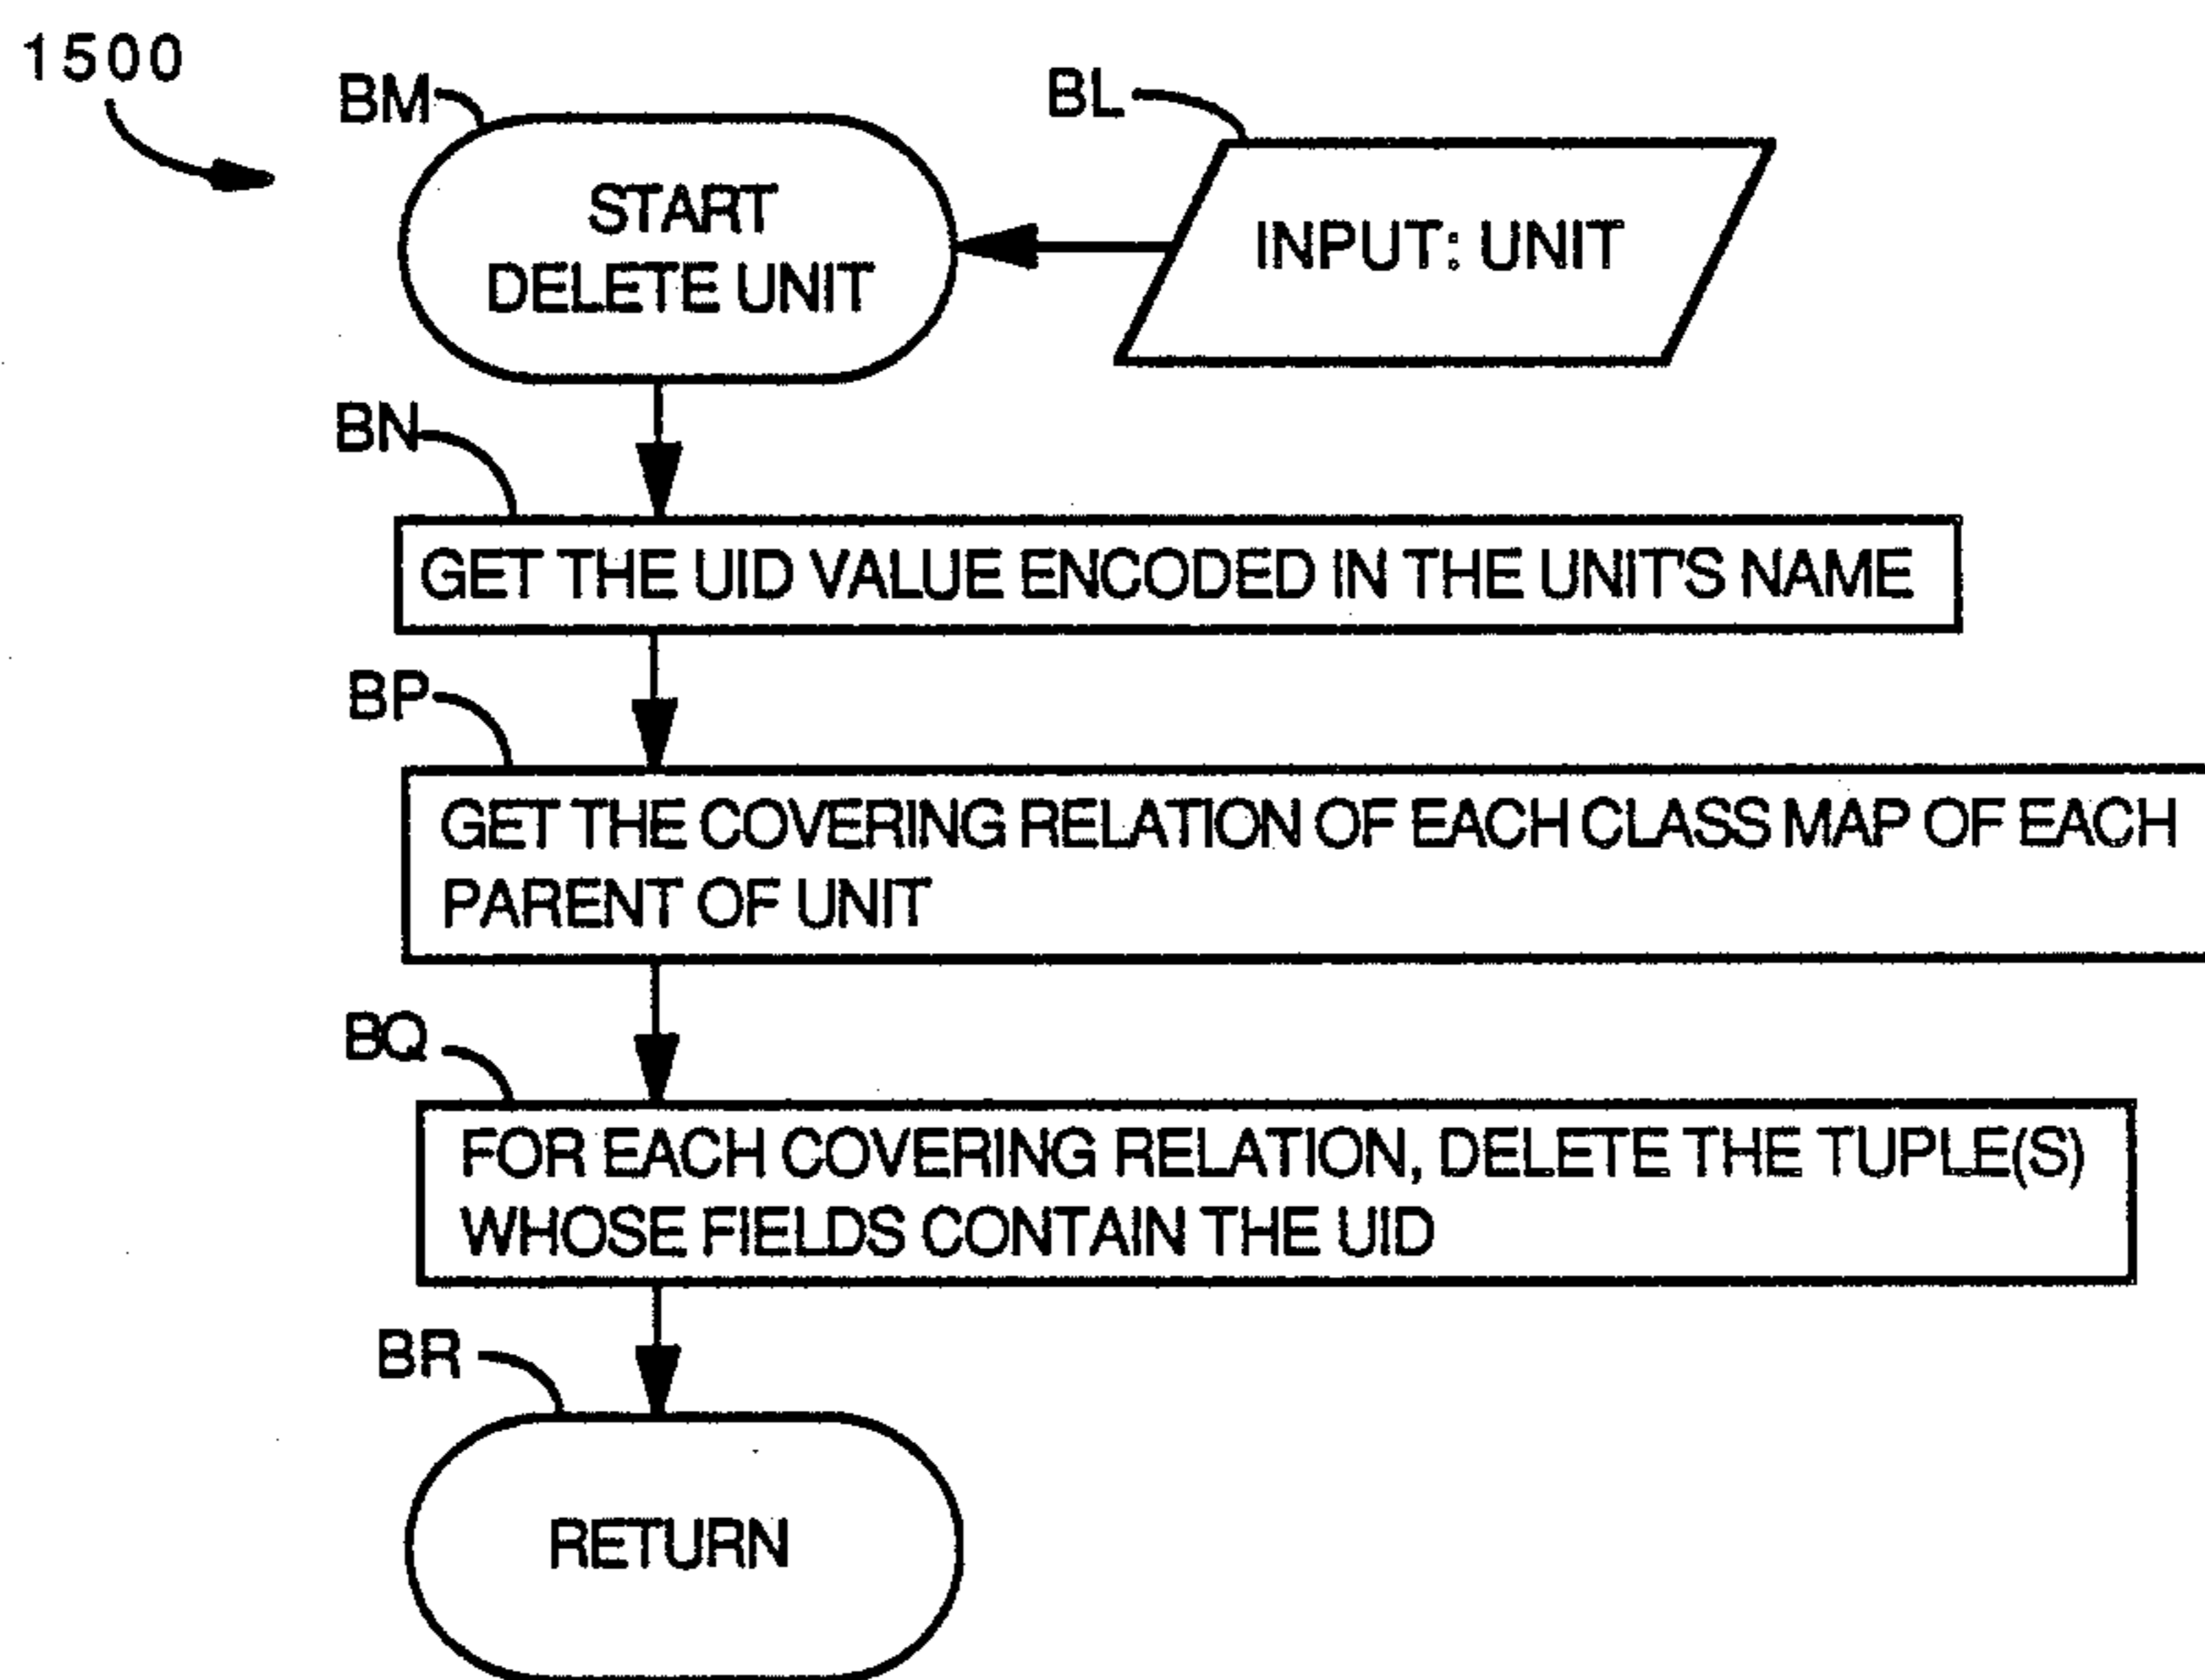 1500
BM
BL
START
DELETE UNIT
INPUT: UNIT
BN
GET THE UID VALUE ENCODED IN THE UNIT'S NAME
BP
GET THE COVERING RELATION OF EACH CLASS MAP OF EACH
PARENT OF UNIT
BQ
FOR EACH COVERING RELATION, DELETE THE TUPLE(S)
WHOSE FIELDS CONTAIN THE UID
BR
RETURN